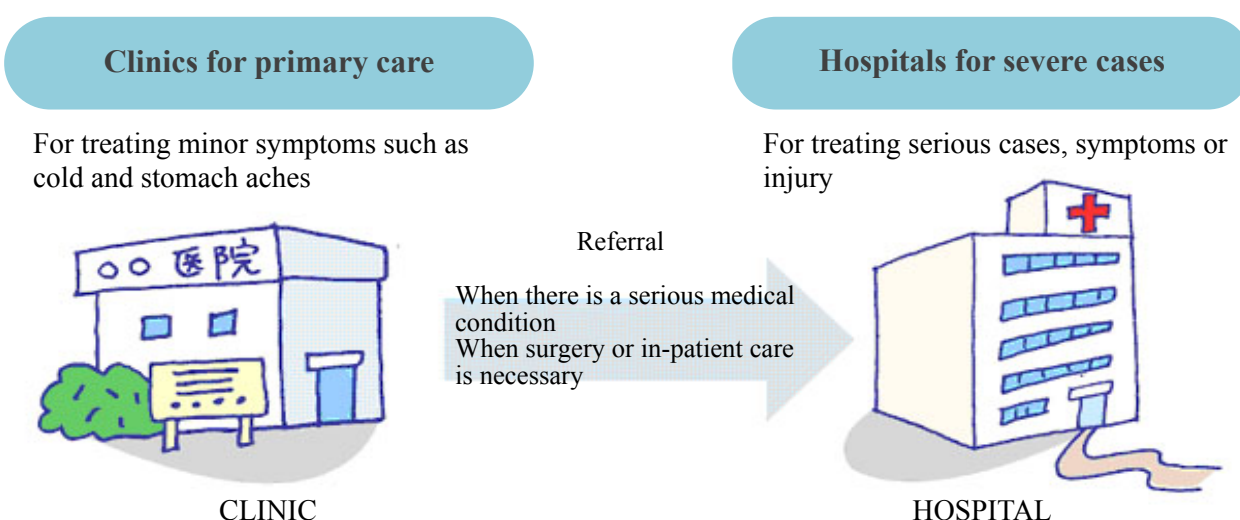 Clinics for primary care
Hospitals for severe cases
For treating minor symptoms such as
cold and stomach aches
For treating serious cases, symptoms or
injury
○○ 医院
Referral
When there is a serious medical
condition
When surgery or in-patient care
is necessary
CLINIC
HOSPITAL